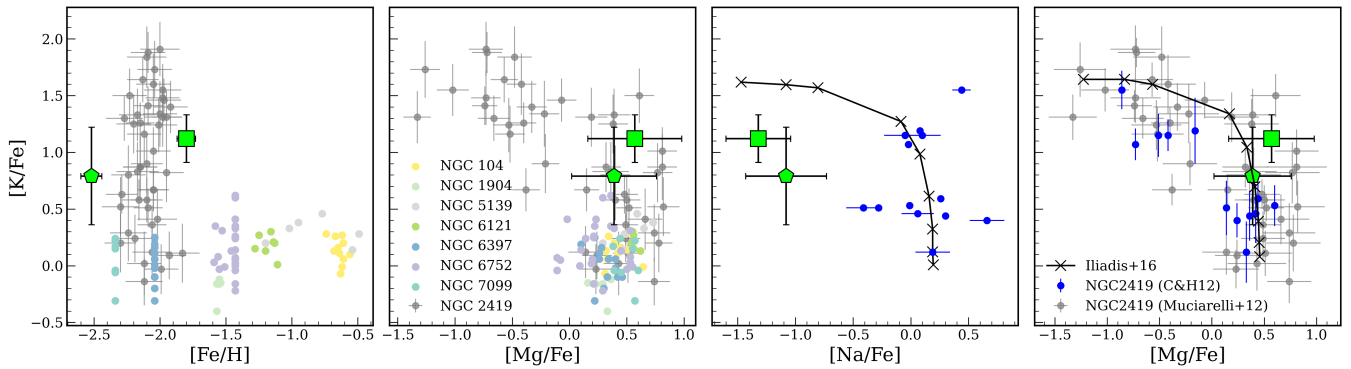 [K/Fe]
2.0
1.5
1.0
0.5
0.0
−0.5
−2.5 −2.0 −1.5 −1.0 −0.5
[Fe/H]
NGC 104
NGC 1904
NGC 5139
NGC 6121
NGC 6397
NGC 6752
NGC 7099
NGC 2419
−1.0 −0.5 0.0 0.5 1.0
[Mg/Fe]
−1.5 −1.0 −0.5 0.0 0.5
[Na/Fe]
Iliadis+16
NGC2419 (C&H12)
NGC2419 (Muciarelli+12)
−1.5 −1.0 −0.5 0.0 0.5 1.0
[Mg/Fe]